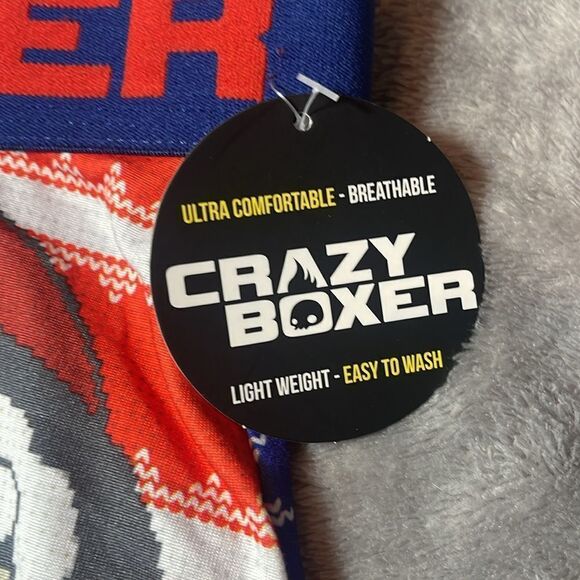 ER
ULTRA COMFORTABLE - BREATHABLE
CRAZY
BOXER
LIGHT WEIGHT - EASY TO WASH